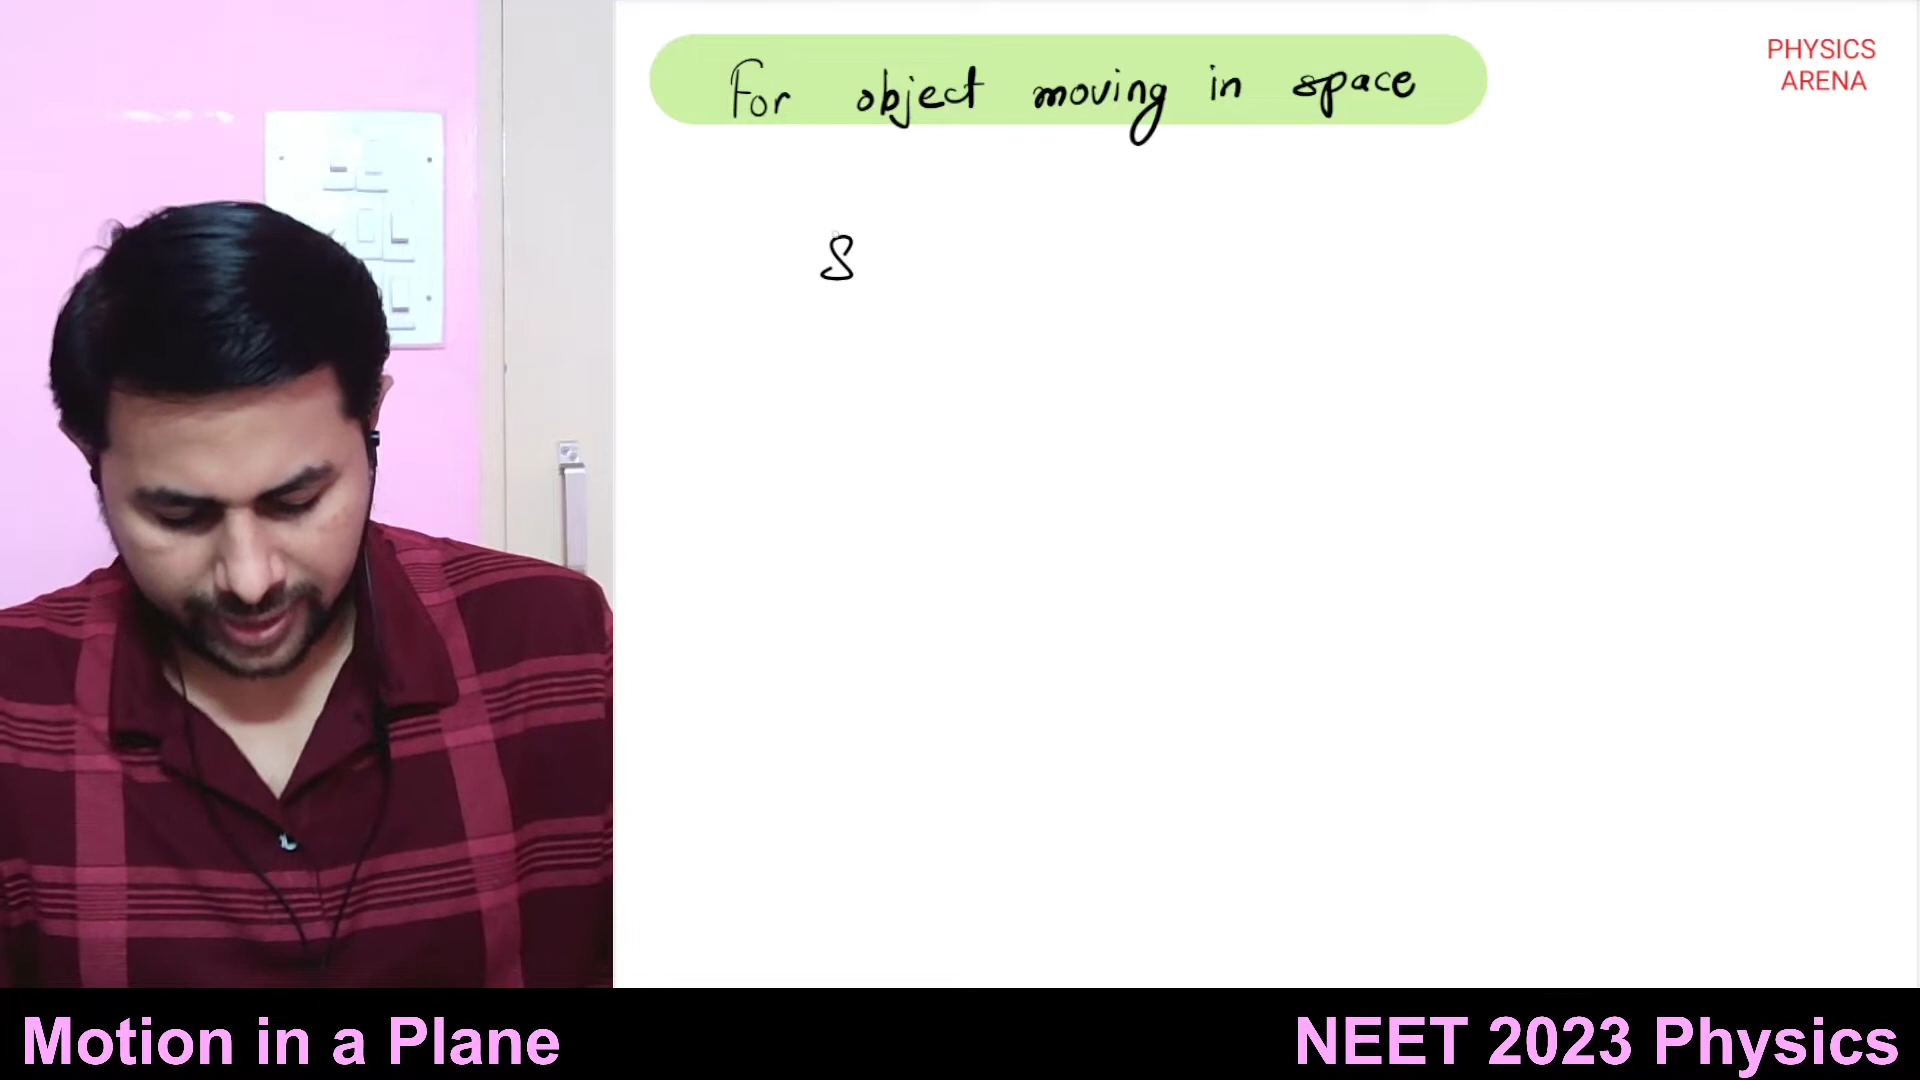 For object moving in space
PHYSICS
ARENA
S
Motion in a Plane
NEET 2023 Physics